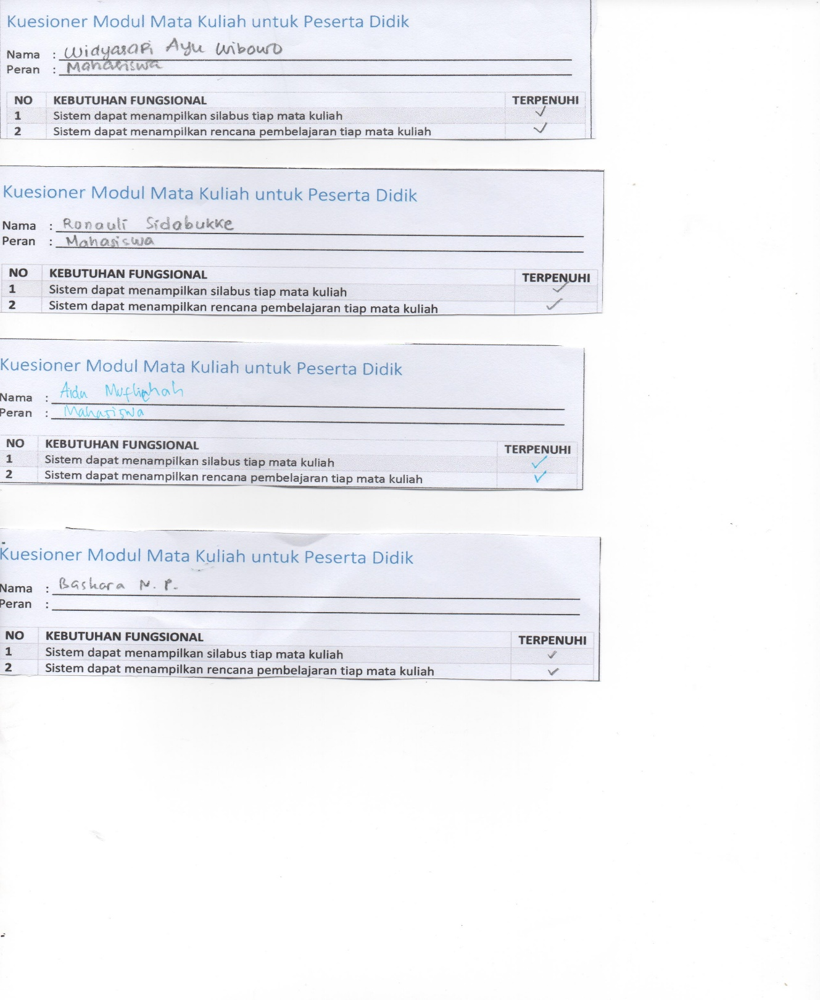 Kuesioner Modul Mata Kuliah untuk Peserta Didik
Nama : Widyasari Ayu Wibowo
Peran : Mahasiswa
NO KEBUTUHAN FUNGSIONAL TERPENUHI
1 Sistem dapat menampilkan silabus tiap mata kuliah ✓
2 Sistem dapat menampilkan rencana pembelajaran tiap mata kuliah ✓
Kuesioner Modul Mata Kuliah untuk Peserta Didik
Nama : Ronauli Sidabukke
Peran : Mahasiswa
NO KEBUTUHAN FUNGSIONAL TERPENUHI
1 Sistem dapat menampilkan silabus tiap mata kuliah ✓
2 Sistem dapat menampilkan rencana pembelajaran tiap mata kuliah ✓
Kuesioner Modul Mata Kuliah untuk Peserta Didik
Nama : Aida Muflighah
Peran : Mahasiswa
NO KEBUTUHAN FUNGSIONAL TERPENUHI
1 Sistem dapat menampilkan silabus tiap mata kuliah ✓
2 Sistem dapat menampilkan rencana pembelajaran tiap mata kuliah ✓
Kuesioner Modul Mata Kuliah untuk Peserta Didik
Nama : Baskara N. P.
Peran :
NO KEBUTUHAN FUNGSIONAL TERPENUHI
1 Sistem dapat menampilkan silabus tiap mata kuliah ✓
2 Sistem dapat menampilkan rencana pembelajaran tiap mata kuliah ✓